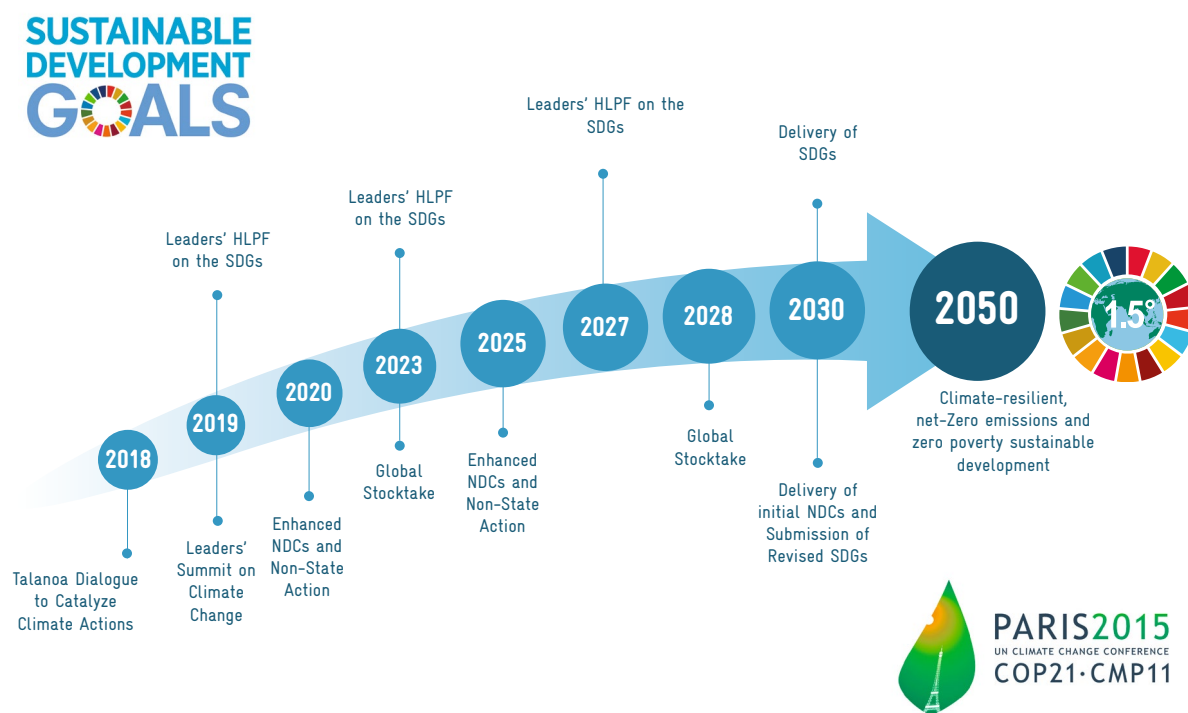 SUSTAINABLE
DEVELOPMENT
GOALS
Leaders' HLPF on the
SDGs
Delivery of
SDGs
Leaders' HLPF
on the SDGs
Leaders' HLPF
on the SDGs
2018
2019
2020
2023
2025
2027
2028
2030
2050
1.5°
Talanoa Dialogue
to Catalyze
Climate Actions
Leaders'
Summit on
Climate
Change
Enhanced
NDCs and
Non-State
Action
Global
Stocktake
Enhanced
NDCs and
Non-State
Action
Global
Stocktake
Delivery of
initial NDCs and
Submission of
Revised SDGs
Climate-resilient,
net-Zero emissions and
zero poverty sustainable
development
PARIS2015
UN CLIMATE CHANGE CONFERENCE
COP21·CMP11